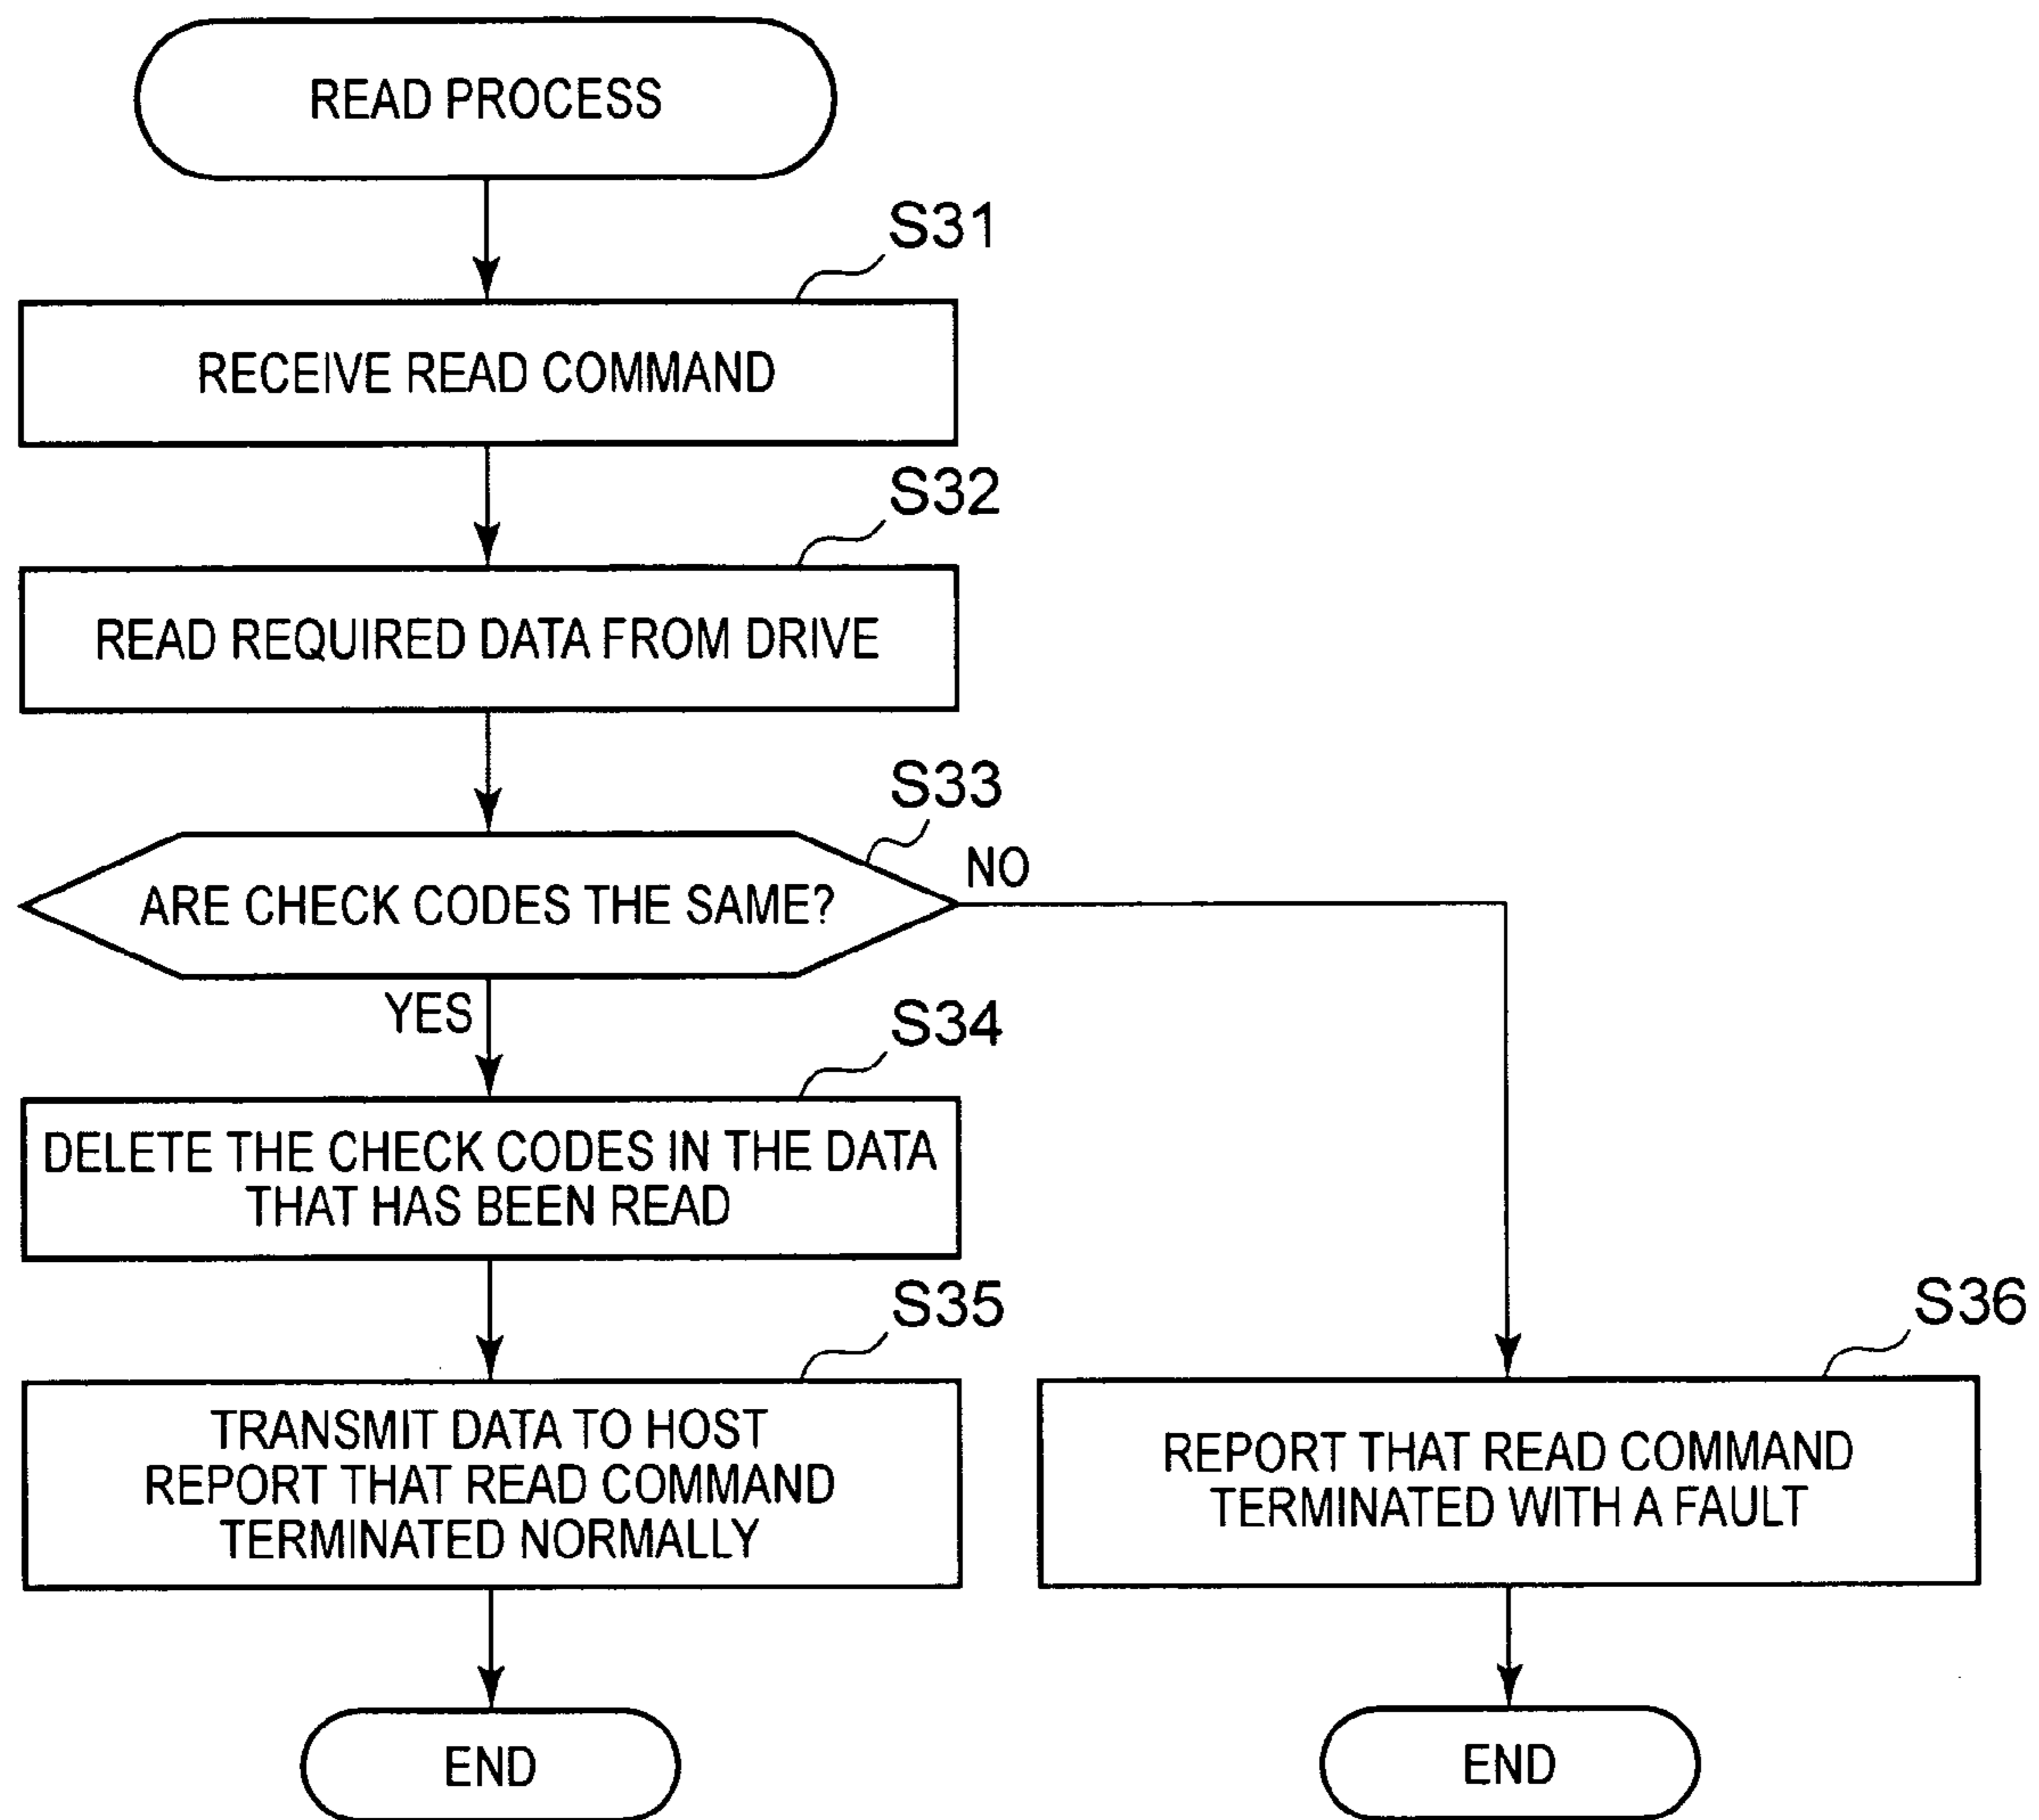 READ PROCESS
S31
RECEIVE READ COMMAND
S32
READ REQUIRED DATA FROM DRIVE
S33
ARE CHECK CODES THE SAME?
NO
YES
S34
DELETE THE CHECK CODES IN THE DATA
THAT HAS BEEN READ
S35
TRANSMIT DATA TO HOST
REPORT THAT READ COMMAND
TERMINATED NORMALLY
S36
REPORT THAT READ COMMAND
TERMINATED WITH A FAULT
END
END